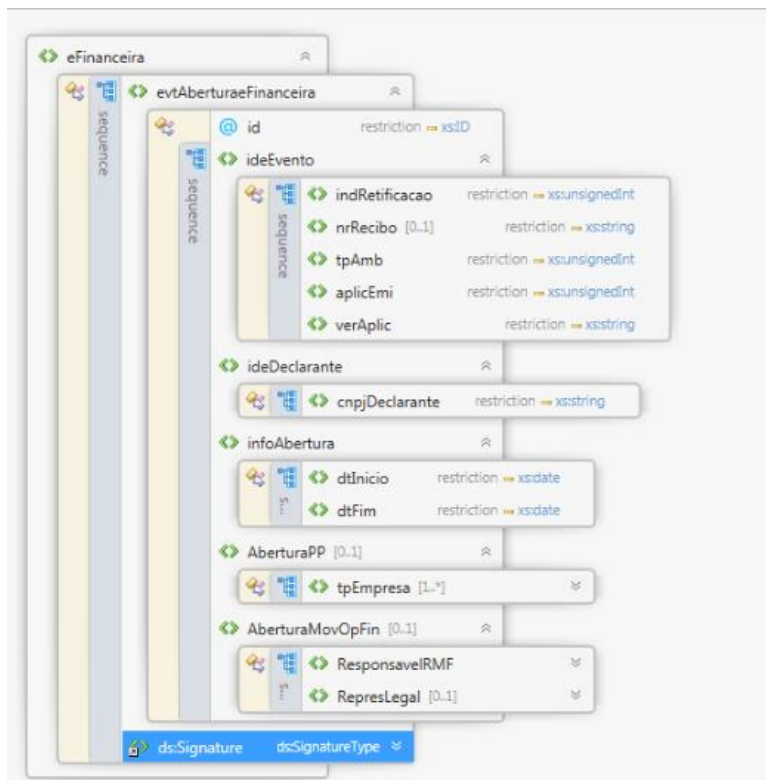 eFinanceira
sequence
evtAberturaeFinanceira
sequence
@ id restriction xs:ID
ideEvento
sequence
indRetificacao restriction xs:unsignedInt
nrRecibo [0..1] restriction xs:string
tpAmb restriction xs:unsignedInt
aplicEmi restriction xs:unsignedInt
verAplic restriction xs:string
ideDeclarante
cnpjDeclarante restriction xs:string
infoAbertura
s...
dtInicio restriction xs:date
dtFim restriction xs:date
AberturaPP [0..1]
tpEmpresa [1..*]
AberturaMovOpFin [0..1]
s...
ResponsavelRMF
RepresLegal [0..1]
ds:Signature ds:SignatureType